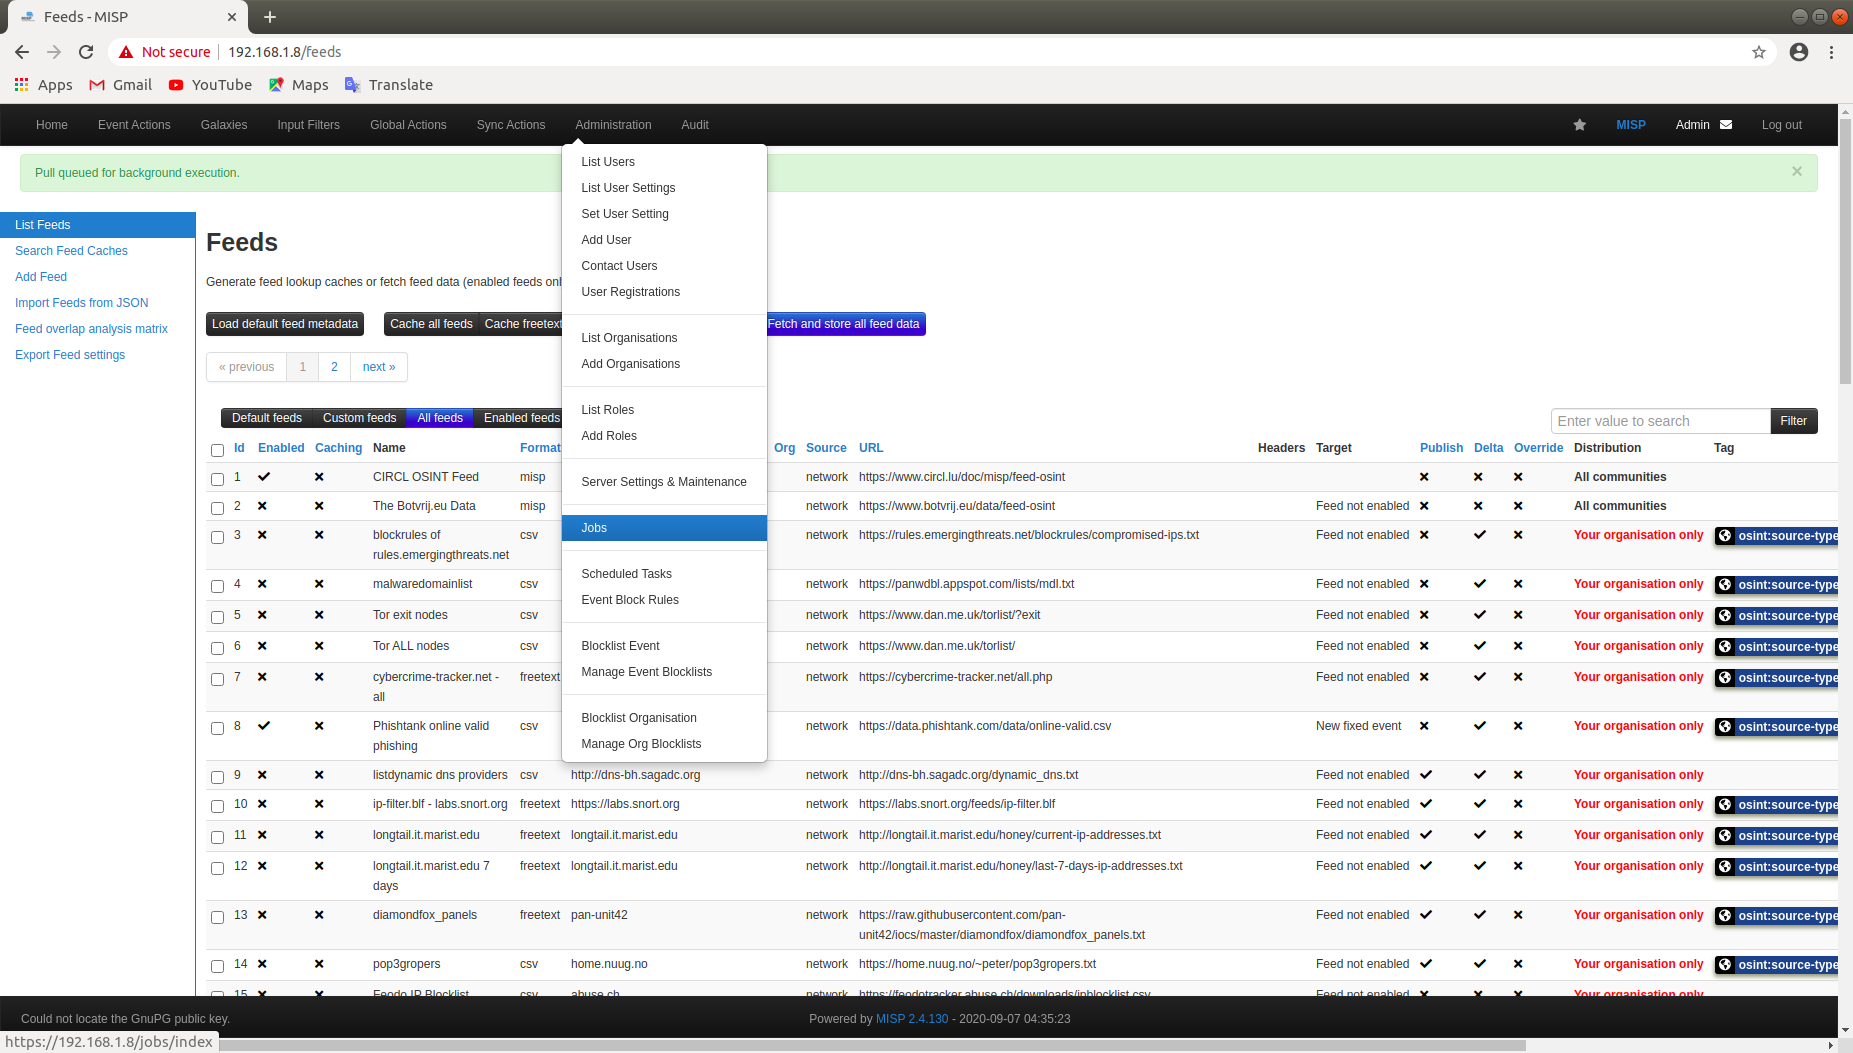 Feeds - MISP
Not secure 192.168.1.8/feeds
Apps Gmail YouTube Maps Translate
Home Event Actions Galaxies Input Filters Global Actions Sync Actions Administration Audit MISP Admin Log out
Pull queued for background execution.
List Feeds
Search Feed Caches
Add Feed
Import Feeds from JSON
Feed overlap analysis matrix
Export Feed settings
List Users
List User Settings
Set User Setting
Add User
Contact Users
User Registrations
List Organisations
Add Organisations
List Roles
Add Roles
Server Settings & Maintenance
Jobs
Scheduled Tasks
Event Block Rules
Blocklist Event
Manage Event Blocklists
Blocklist Organisation
Manage Org Blocklists
Feeds
Generate feed lookup caches or fetch feed data (enabled feeds
Load default feed metadata Cache all feeds Cache freetext Fetch and store all feed data
« previous 1 2 next »
Default feeds Custom feeds All feeds Enabled feeds Enter value to search Filter
Id Enabled Caching Name Format Org Source URL Headers Target Publish Delta Override Distribution Tag
1 CIRCL OSINT Feed misp network https://www.circl.lu/doc/misp/feed-osint All communities
2 The Botvrij.eu Data misp network https://www.botvrij.eu/data/feed-osint Feed not enabled All communities
3 blockrules of csv network https://rules.emergingthreats.net/blockrules/compromised-ips.txt Feed not enabled Your organisation only osint:source-type
rules.emergingthreats.net
4 malwaredomainlist csv network https://panwdbl.appspot.com/lists/mdl.txt Feed not enabled Your organisation only osint:source-type
5 Tor exit nodes csv network https://www.dan.me.uk/torlist/?exit Feed not enabled Your organisation only osint:source-type
6 Tor ALL nodes csv network https://www.dan.me.uk/torlist/ Feed not enabled Your organisation only osint:source-type
7 cybercrime-tracker.net - freetext network https://cybercrime-tracker.net/all.php Feed not enabled Your organisation only osint:source-type
all
8 Phishtank online valid csv network https://data.phishtank.com/data/online-valid.csv New fixed event Your organisation only osint:source-type
phishing
9 listdynamic dns providers csv http://dns-bh.sagadc.org network http://dns-bh.sagadc.org/dynamic_dns.txt Feed not enabled Your organisation only
10 ip-filter.blf - labs.snort.org freetext https://labs.snort.org network https://labs.snort.org/feeds/ip-filter.blf Feed not enabled Your organisation only osint:source-type
11 longtail.it.marist.edu freetext longtail.it.marist.edu network http://longtail.it.marist.edu/honey/current-ip-addresses.txt Feed not enabled Your organisation only osint:source-type
12 longtail.it.marist.edu 7 freetext longtail.it.marist.edu network http://longtail.it.marist.edu/honey/last-7-days-ip-addresses.txt Feed not enabled Your organisation only osint:source-type
days
13 diamondfox_panels freetext pan-unit42 network https://raw.githubusercontent.com/pan- Feed not enabled Your organisation only osint:source-type
unit42/iocs/master/diamondfox/diamondfox_panels.txt
14 pop3gropers csv home.nuug.no network https://home.nuug.no/~peter/pop3gropers.txt Feed not enabled Your organisation only osint:source-type
15 Feodo IP Blocklist csv abuse.ch network https://feodotracker.abuse.ch/downloads/ipblocklist.csv Feed not enabled Your organisation only
Could not locate the GnuPG public key. Powered by MISP 2.4.130 - 2020-09-07 04:35:23
https://192.168.1.8/jobs/index